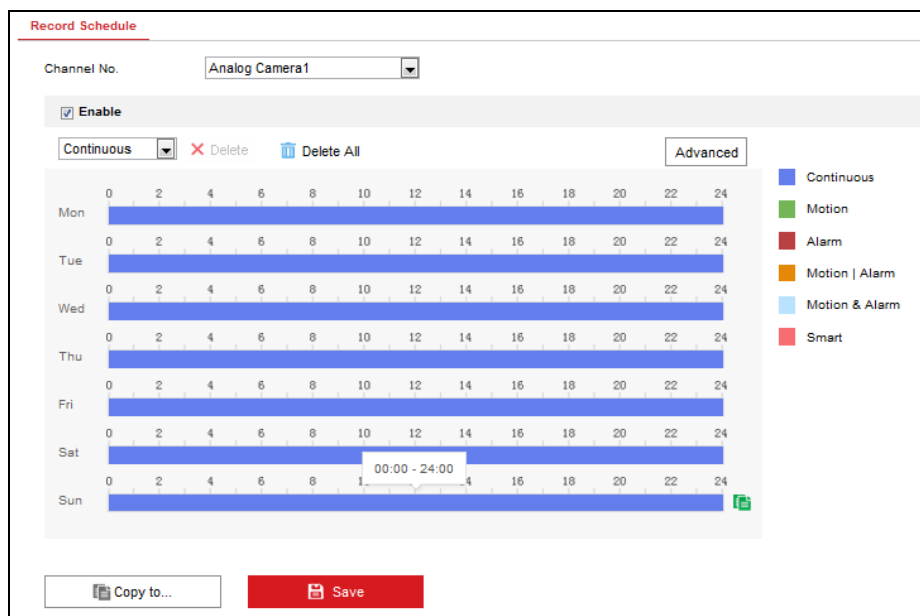 Record Schedule
Channel No. Analog Camera1
Enable
Continuous Delete Delete All Advanced
Continuous
Motion
Alarm
Motion | Alarm
Motion & Alarm
Smart
0 2 4 6 8 10 12 14 16 18 20 22 24
Mon
0 2 4 6 8 10 12 14 16 18 20 22 24
Tue
0 2 4 6 8 10 12 14 16 18 20 22 24
Wed
0 2 4 6 8 10 12 14 16 18 20 22 24
Thu
0 2 4 6 8 10 12 14 16 18 20 22 24
Fri
0 2 4 6 8 10 12 14 16 18 20 22 24
Sat
00:00 - 24:00
0 2 4 6 8 16 18 20 22 24
Sun
Copy to... Save